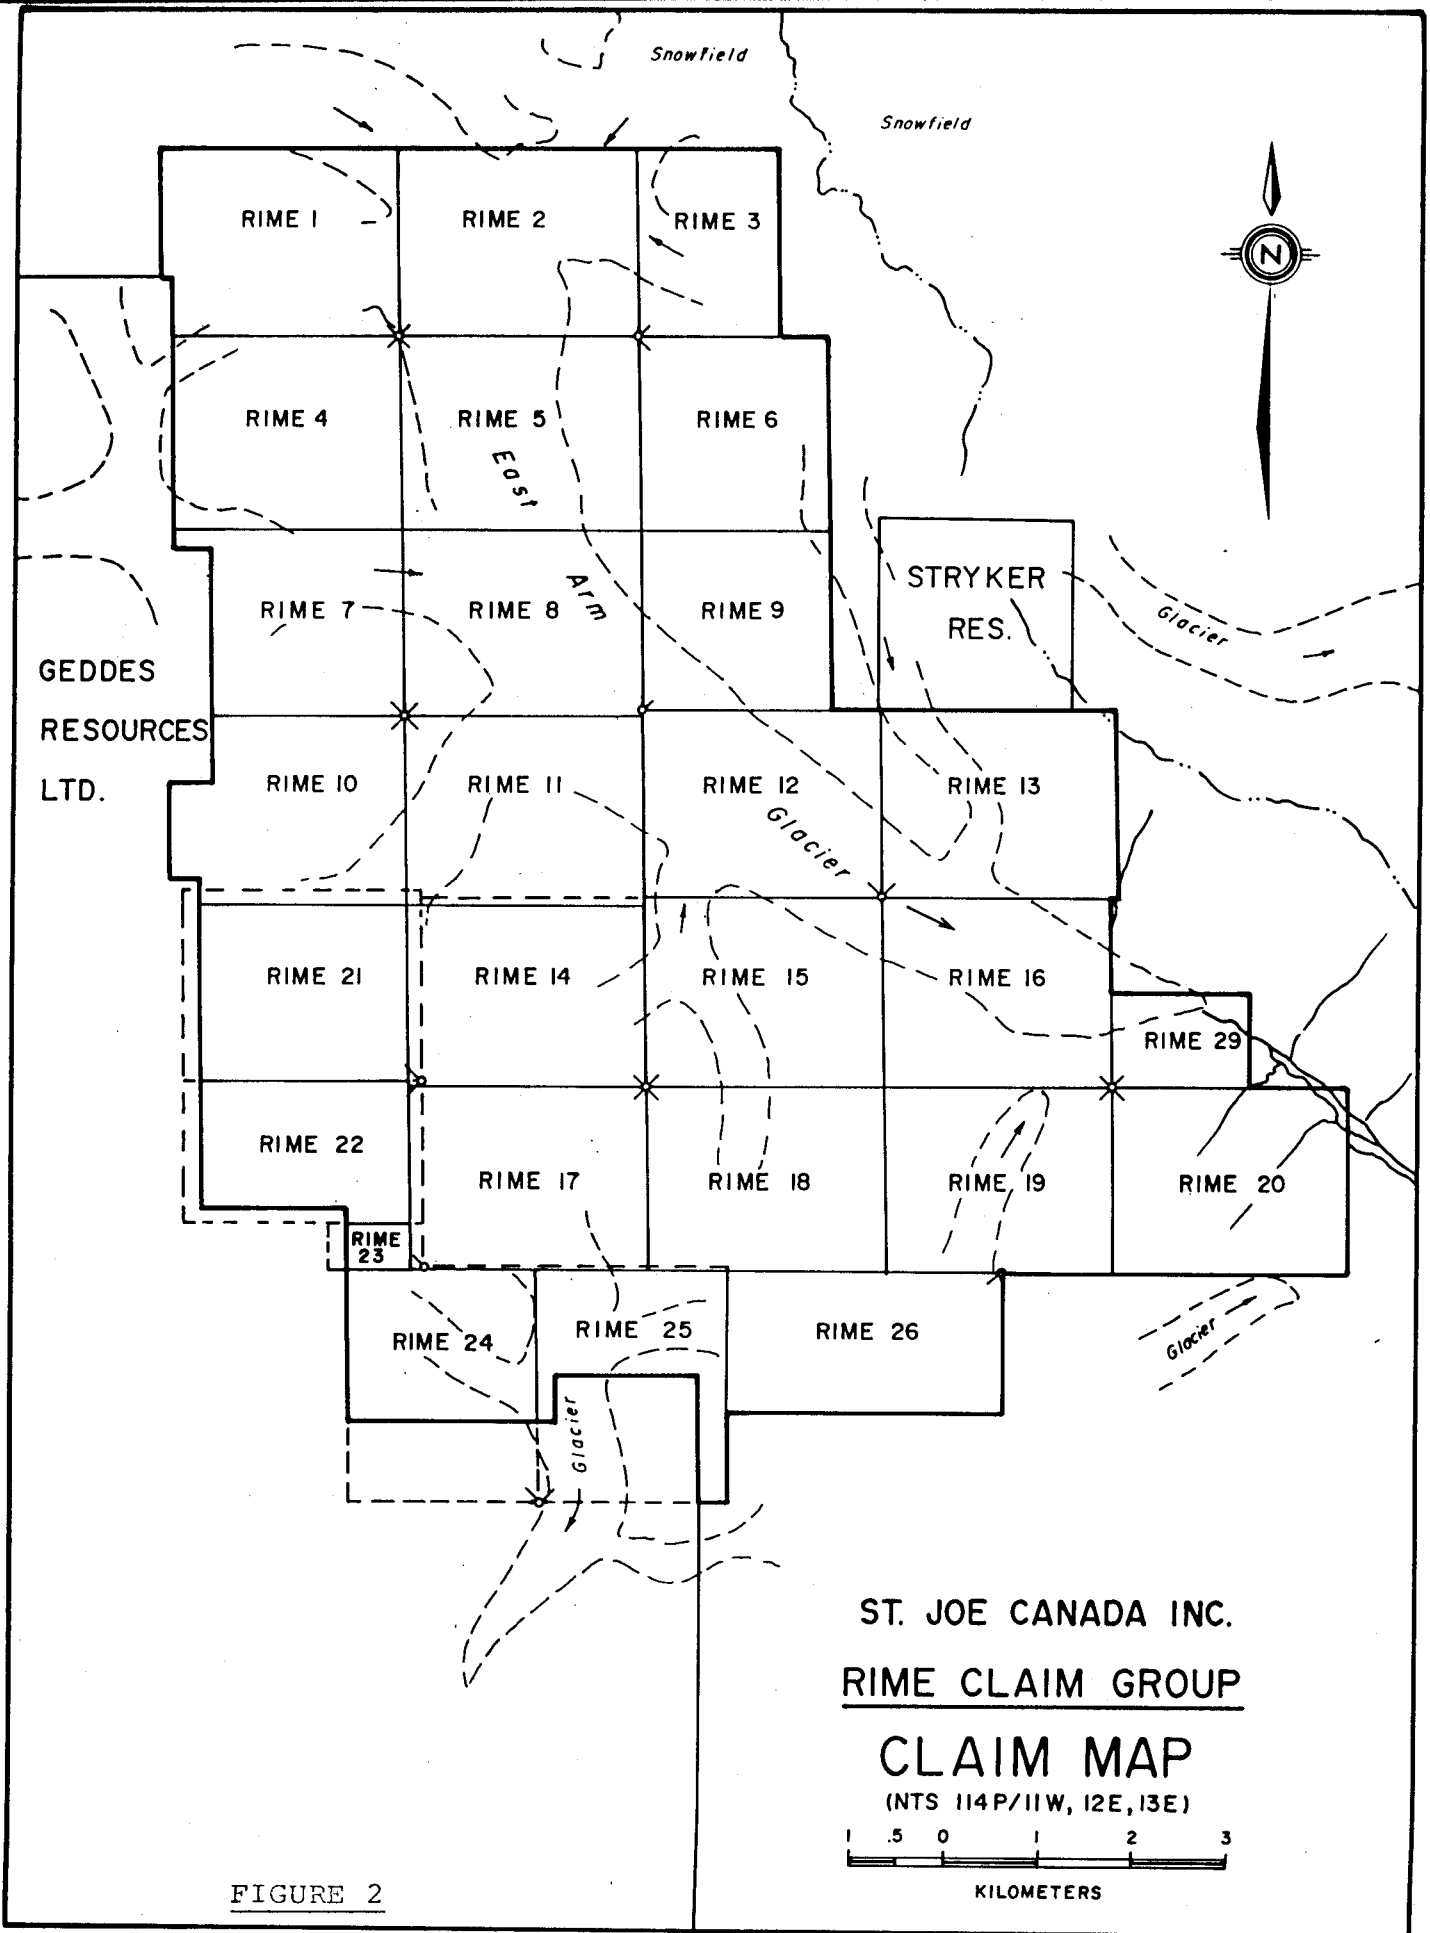 Snowfield
Snowfield
N
RIME 1
RIME 2
RIME 3
RIME 4
RIME 5
RIME 6
East
Arm
Glacier
RIME 7
RIME 8
RIME 9
STRYKER
RES.
Glacier
GEDDES
RESOURCES
LTD.
RIME 10
RIME 11
RIME 12
RIME 13
RIME 21
RIME 14
RIME 15
RIME 16
RIME 29
RIME 22
RIME 17
RIME 18
RIME 19
RIME 20
RIME
23
RIME 24
RIME 25
RIME 26
Glacier
Glacier
ST. JOE CANADA INC.
RIME CLAIM GROUP
CLAIM MAP
(NTS 114P/11W, 12E, 13E)
1 .5 0 1 2 3
KILOMETERS
FIGURE 2